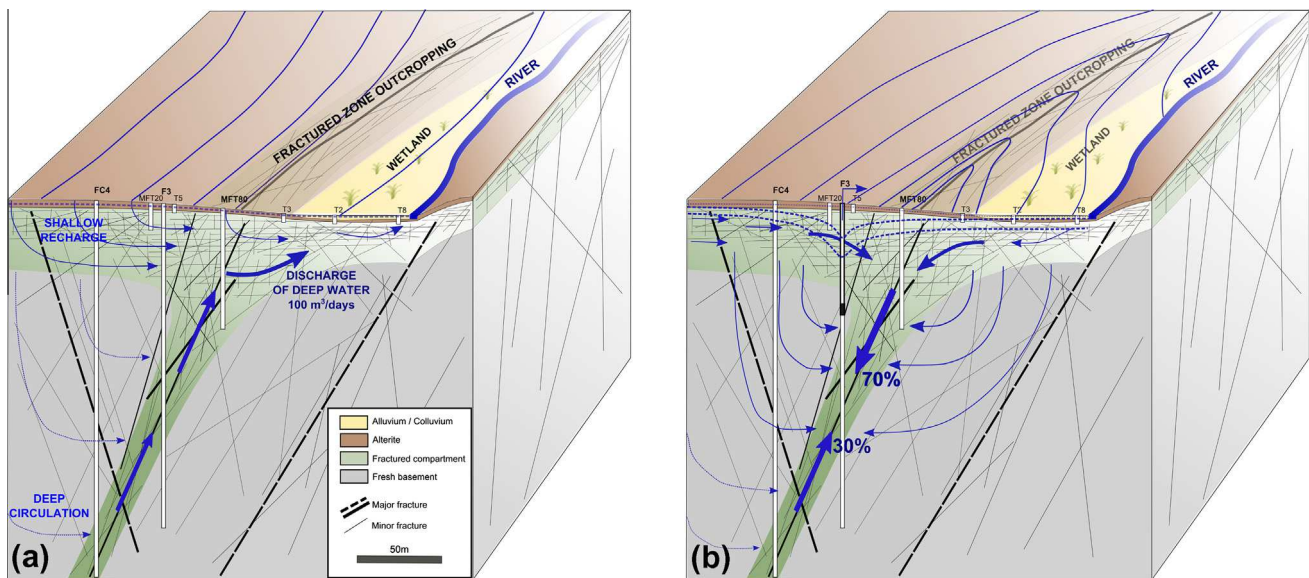 FRACTURED ZONE OUTCROPPING
RIVER
WETLAND
FC4
F3
MFT20
T5
MFT80
T3
T2
T8
SHALLOW
RECHARGE
DISCHARGE
OF DEEP WATER
100 m³/days
DEEP
CIRCULATION
Alluvium / Colluvium
Alterite
Fractured compartment
Fresh basement
Major fracture
Minor fracture
50m
(a)
FRACTURED ZONE OUTCROPPING
RIVER
WETLAND
FC4
F3
MFT20
T5
MFT80
T3
T2
T8
70%
30%
(b)